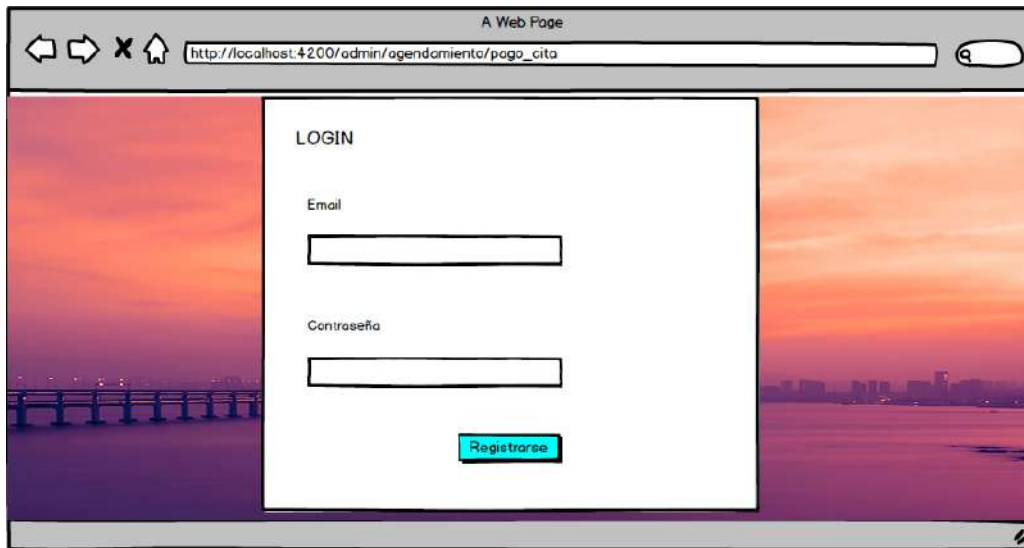 A Web Page
http://localhost:4200/admin/agendamiento/pago_cita
LOGIN
Email
Contraseña
Registrarse